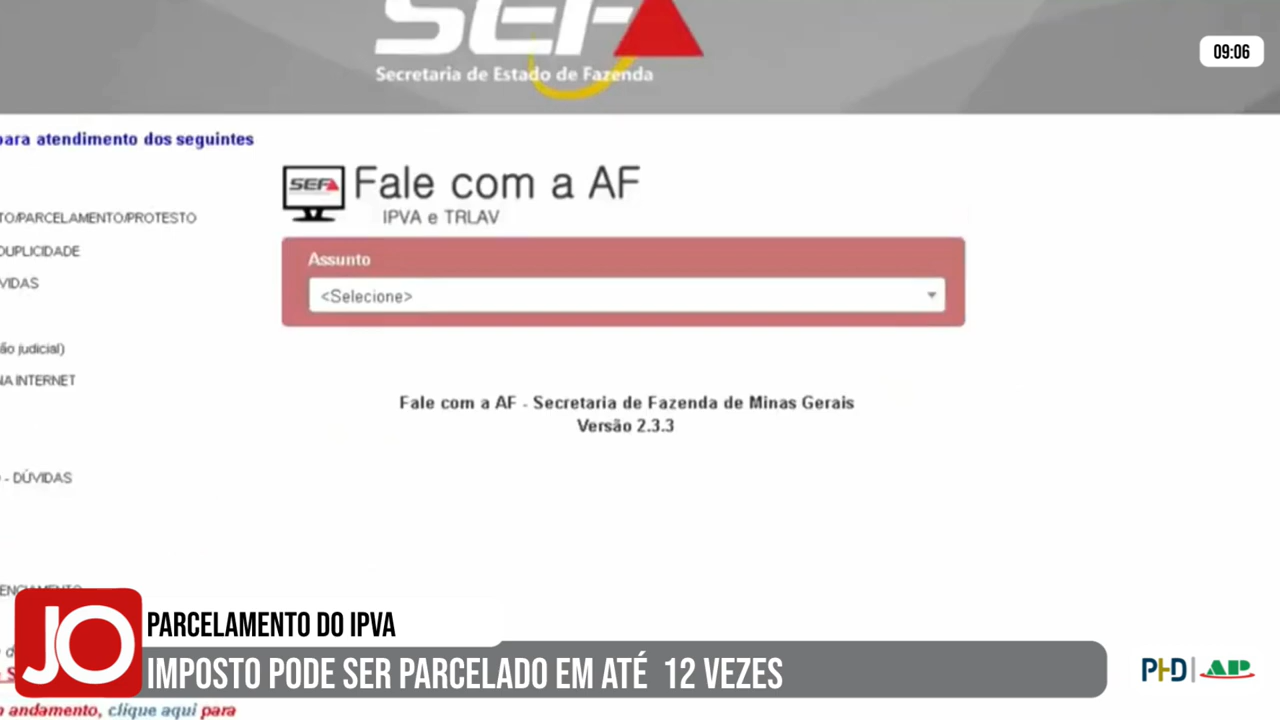 SEFA
Secretaria de Estado de Fazenda
09:06
para atendimento dos seguintes
SEFA
Fale com a AF
IPVA e TRLAV
TO/PARCELAMENTO/PROTESTO
DUPLICIDADE
VIDAS
Assunto
<Selecione>
ão judicial)
NA INTERNET
Fale com a AF - Secretaria de Fazenda de Minas Gerais
Versão 2.3.3
- DÚVIDAS
JO
PARCELAMENTO DO IPVA
IMPOSTO PODE SER PARCELADO EM ATÉ 12 VEZES
PHD
AP
andamento, clique aqui para